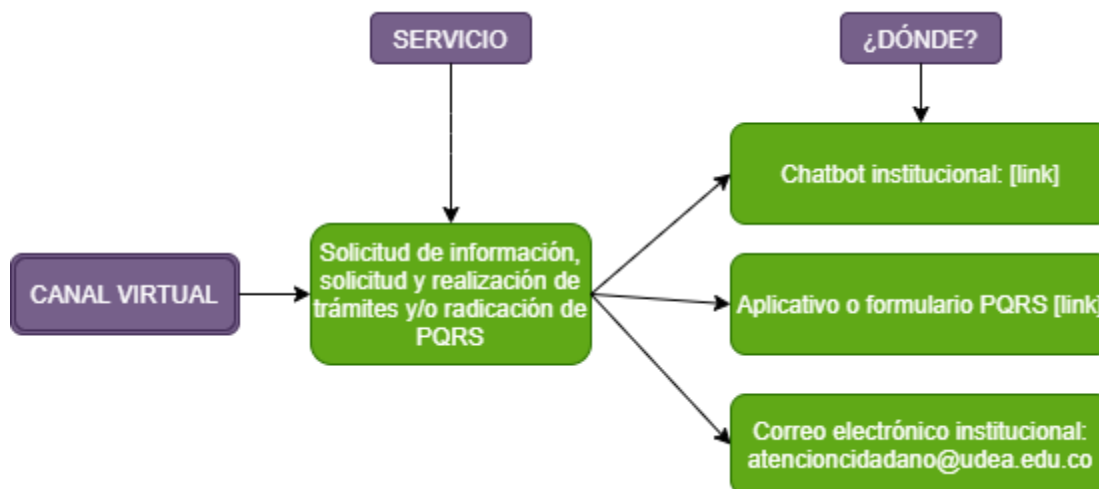 SERVICIO
¿DÓNDE?
Chatbot institucional: [link]
CANAL VIRTUAL
Solicitud de información,
solicitud y realización de
trámites y/o radicación de
PQRS
Aplicativo o formulario PQRS [link]
Correo electrónico institucional:
atencioncidadano@udea.edu.co